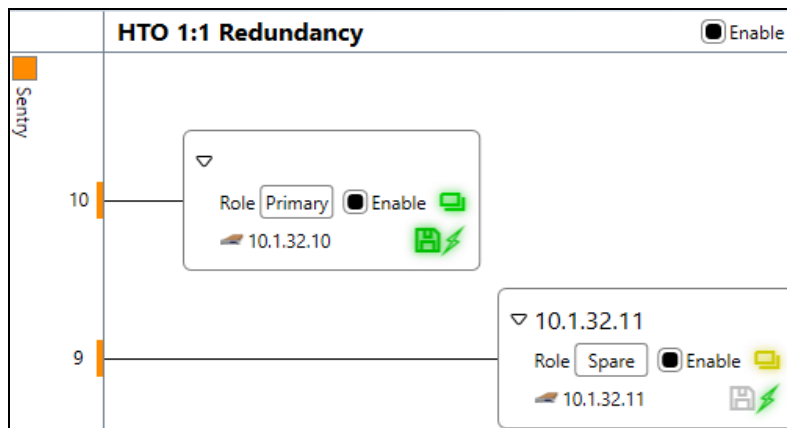 HTO 1:1 Redundancy
Enable
Sentry
10
Role Primary Enable
10.1.32.10
10.1.32.11
9
Role Spare Enable
10.1.32.11